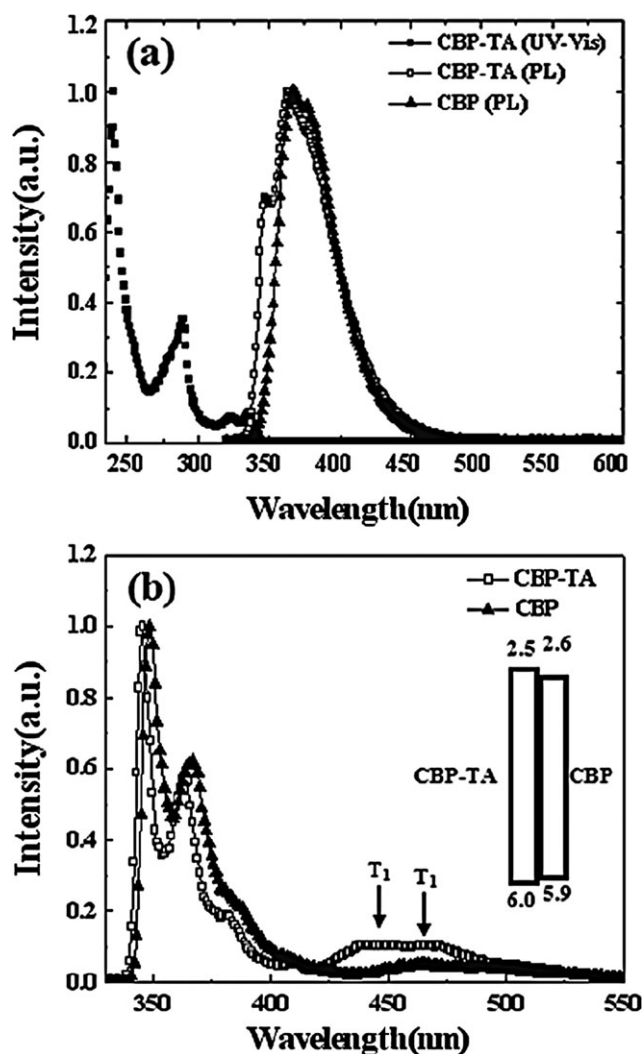 (a)
CBP-TA (UV-Vis)
CBP-TA (PL)
CBP (PL)
Intensity(a.u.)
1.2
1.0
0.8
0.6
0.4
0.2
0.0
250 300 350 400 450 500 550 600
Wavelength(nm)
(b)
CBP-TA
CBP
2.5 2.6
CBP-TA CBP
6.0 5.9
T1 T1
Intensity(a.u.)
1.2
1.0
0.8
0.6
0.4
0.2
0.0
350 400 450 500 550
Wavelength(nm)